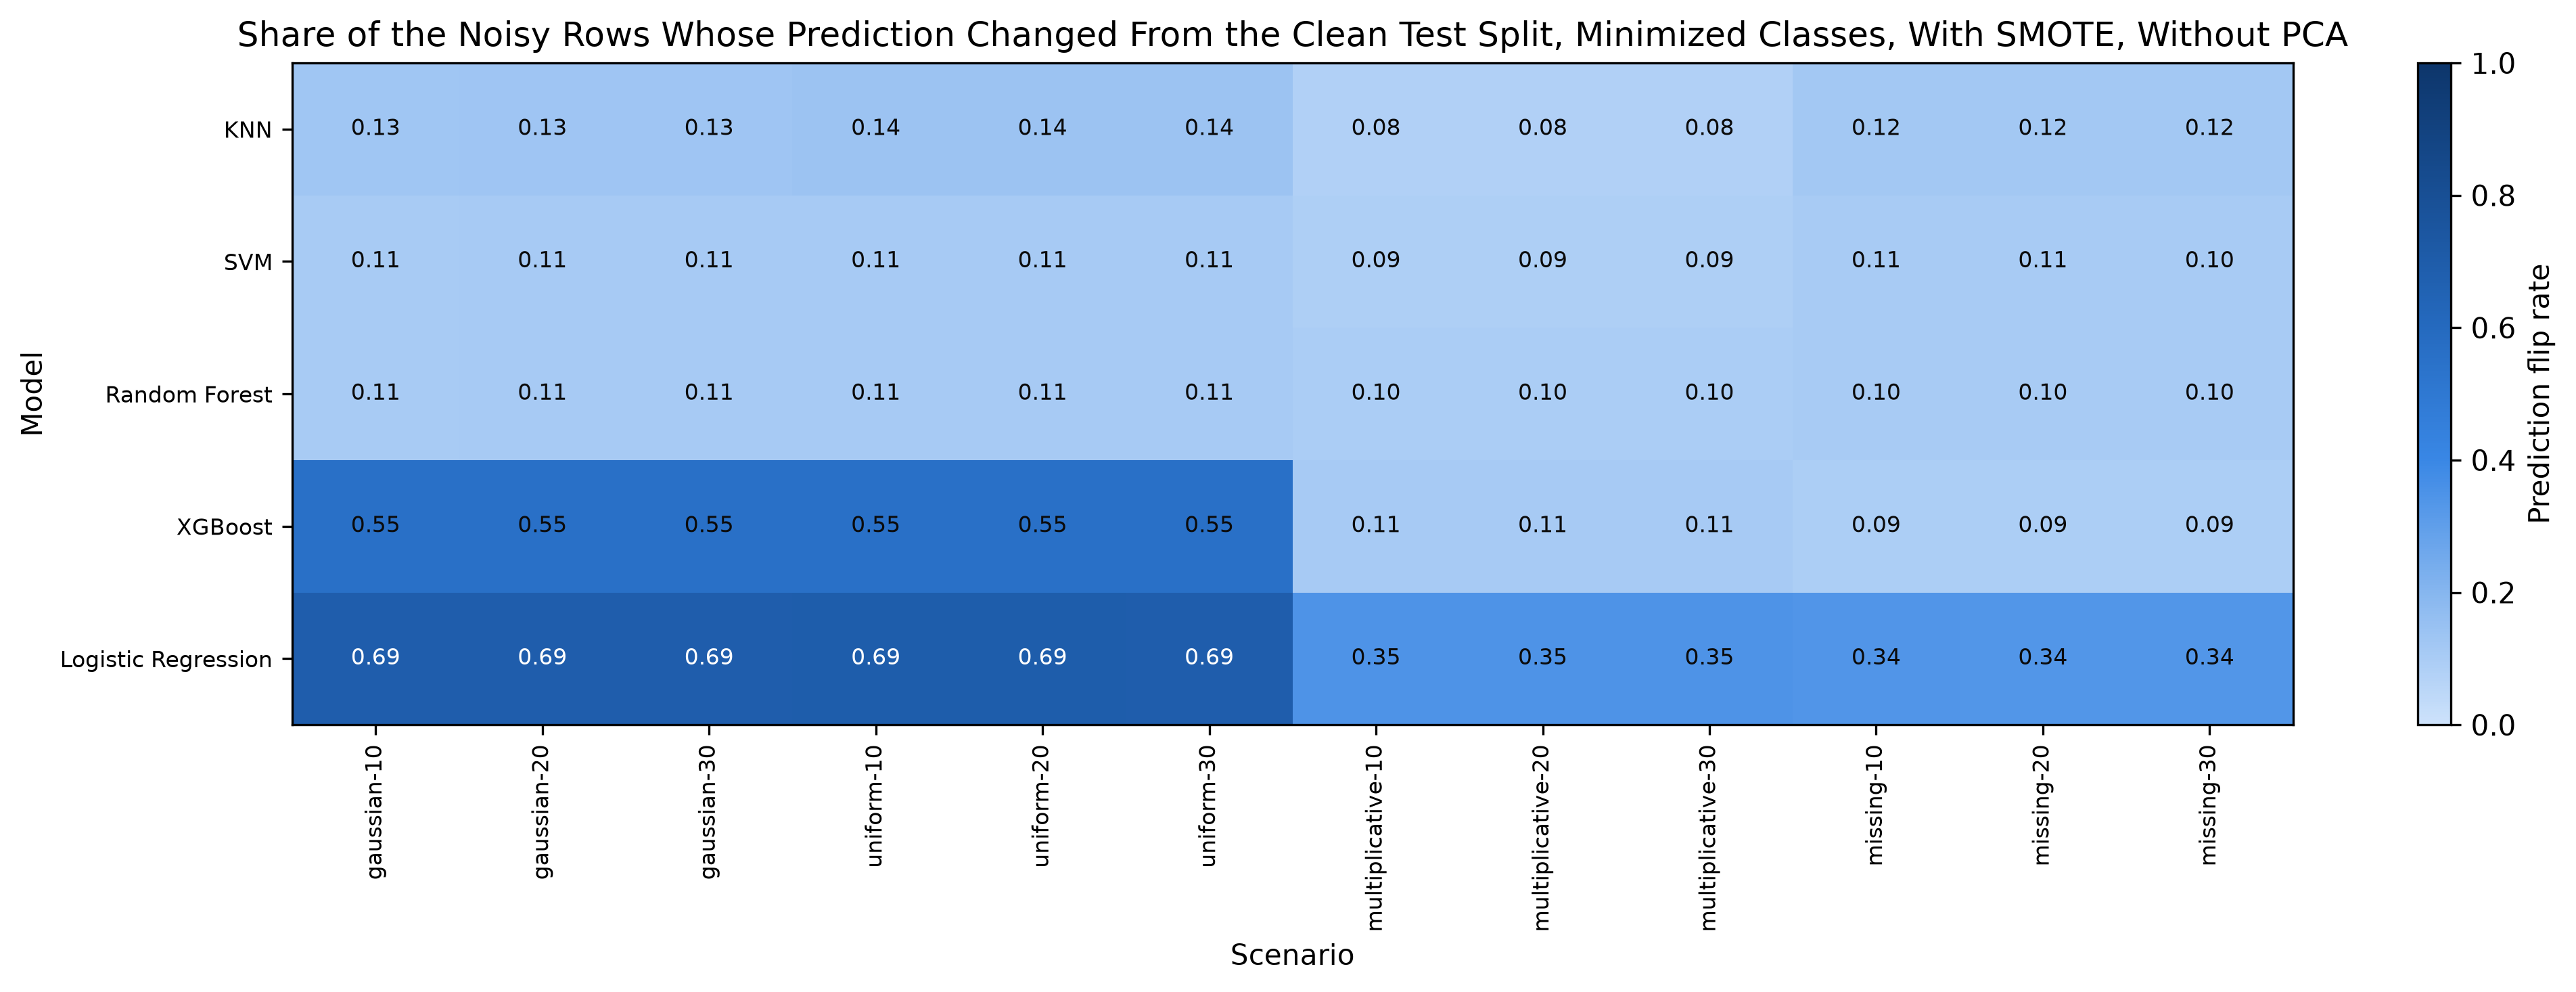 Share of the Noisy Rows Whose Prediction Changed From the Clean Test Split, Minimized Classes, With SMOTE, Without PCA
Model
KNN 0.13 0.13 0.13 0.14 0.14 0.14 0.08 0.08 0.08 0.12 0.12 0.12
SVM 0.11 0.11 0.11 0.11 0.11 0.11 0.09 0.09 0.09 0.11 0.11 0.10
Random Forest 0.11 0.11 0.11 0.11 0.11 0.11 0.10 0.10 0.10 0.10 0.10 0.10
XGBoost 0.55 0.55 0.55 0.55 0.55 0.55 0.11 0.11 0.11 0.09 0.09 0.09
Logistic Regression 0.69 0.69 0.69 0.69 0.69 0.69 0.35 0.35 0.35 0.34 0.34 0.34
gaussian-10
gaussian-20
gaussian-30
uniform-10
uniform-20
uniform-30
multiplicative-10
multiplicative-20
multiplicative-30
missing-10
missing-20
missing-30
Scenario
1.0
0.8
0.6
0.4
0.2
0.0
Prediction flip rate